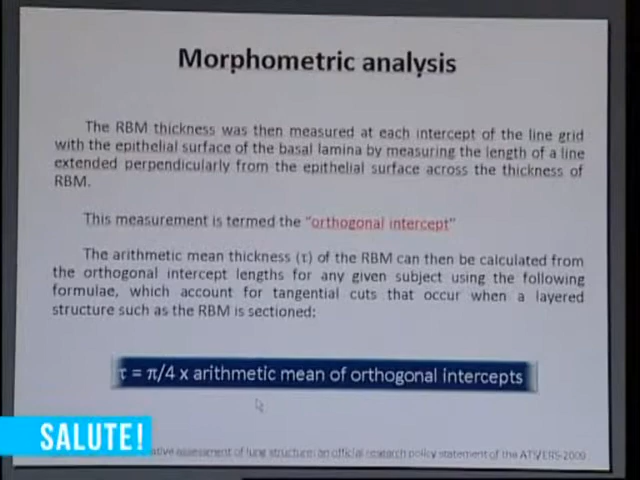 Morphometric analysis
The RBM thickness was then measured at each intercept of the line grid
with the epithelial surface of the basal lamina by measuring the length of a line
extended perpendicularly from the epithelial surface across the thickness of
RBM.
This measurement is termed the "orthogonal intercept"
The arithmetic mean thickness (τ) of the RBM can then be calculated from
the orthogonal intercept lengths for any given subject using the following
formulae, which account for tangential cuts that occur when a layered
structure such as the RBM is sectioned:
τ = π/4 x arithmetic mean of orthogonal intercepts
SALUTE!
assessment of lung structure: an official research policy statement of the ATS/ERS-2009